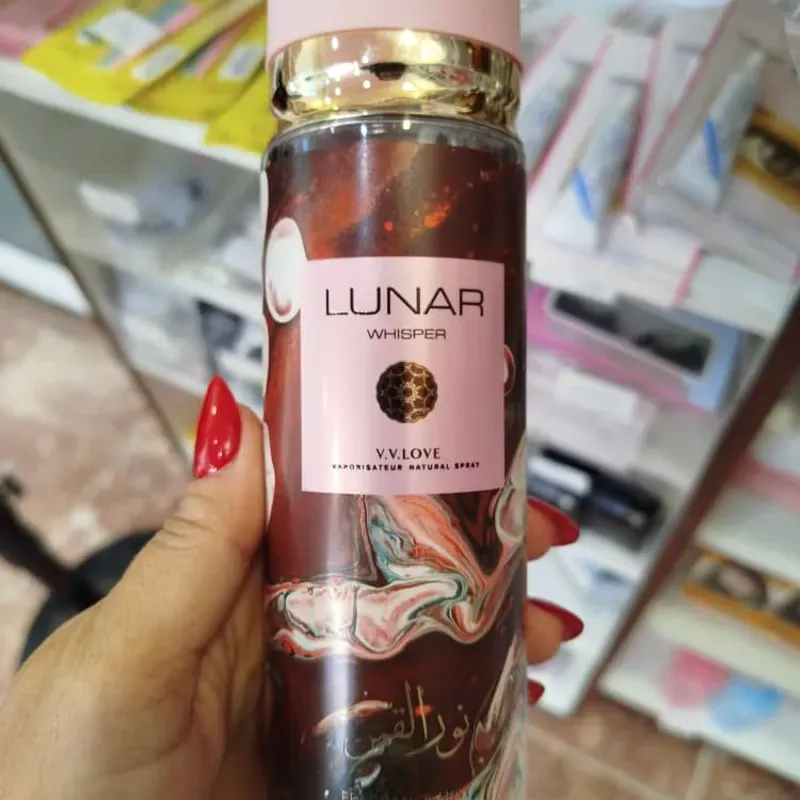 LUNAR
WHISPER
V.V.LOVE
VAPORISATEUR NATURAL SPRAY
نور القمر